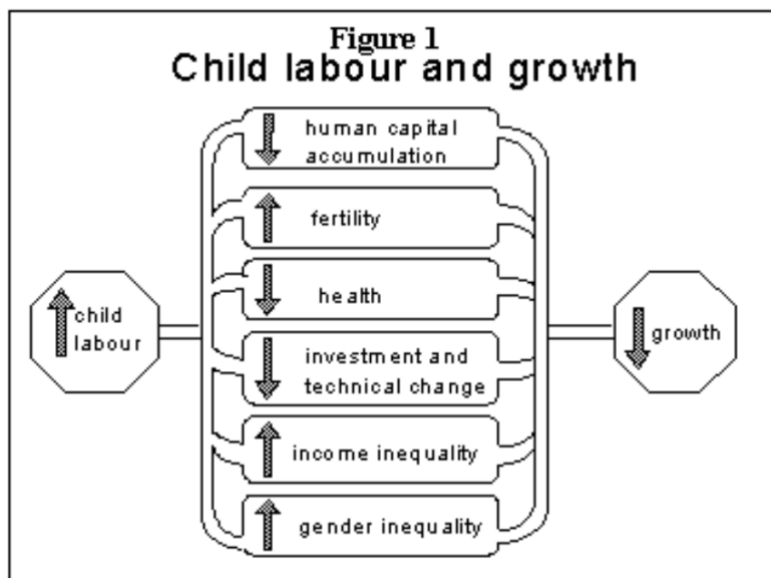 Figure 1
Child labour and growth
human capital
accumulation
fertility
health
investment and
technical change
income inequality
gender inequality
child
labour
growth